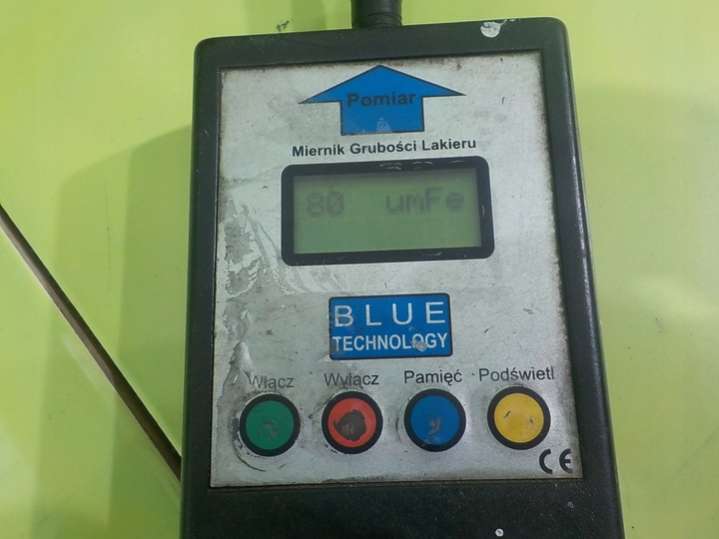 Pomiar
Miernik Grubości Lakieru
80 umFe
BLUE
TECHNOLOGY
Włącz Wyłącz Pamięć Podświetl
CE